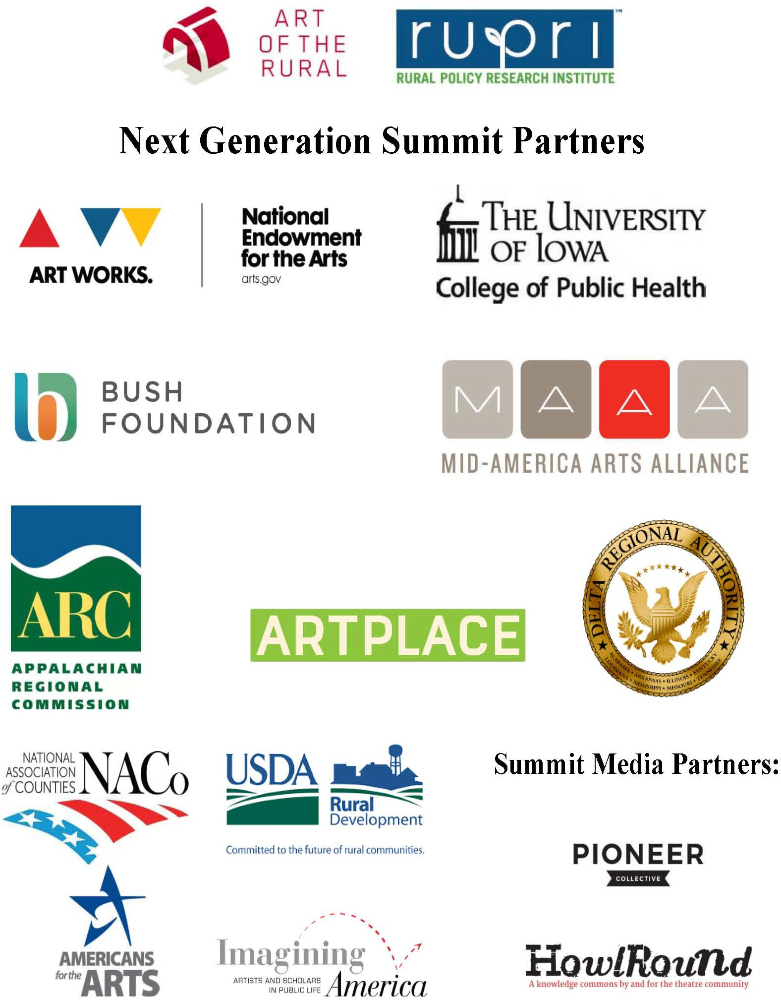 ART
OF THE
RURAL
rupri™
RURAL POLICY RESEARCH INSTITUTE
Next Generation Summit Partners
ART WORKS.
National
Endowment
for the Arts
arts.gov
THE UNIVERSITY
OF IOWA
College of Public Health
b
BUSH
FOUNDATION
MAAA
MID-AMERICA ARTS ALLIANCE
ARC
APPALACHIAN
REGIONAL
COMMISSION
ARTPLACE
DELTA REGIONAL AUTHORITY
ALABAMA • ARKANSAS • ILLINOIS • KENTUCKY
LOUISIANA • MISSISSIPPI • MISSOURI • TENNESSEE
NATIONAL
ASSOCIATION
of COUNTIES
NACo
USDA
Rural
Development
Committed to the future of rural communities.
Summit Media Partners:
PIONEER
COLLECTIVE
AMERICANS
for the
ARTS
Imagining
ARTISTS AND SCHOLARS
IN PUBLIC LIFE
America
HowlRound
A knowledge commons by and for the theatre community